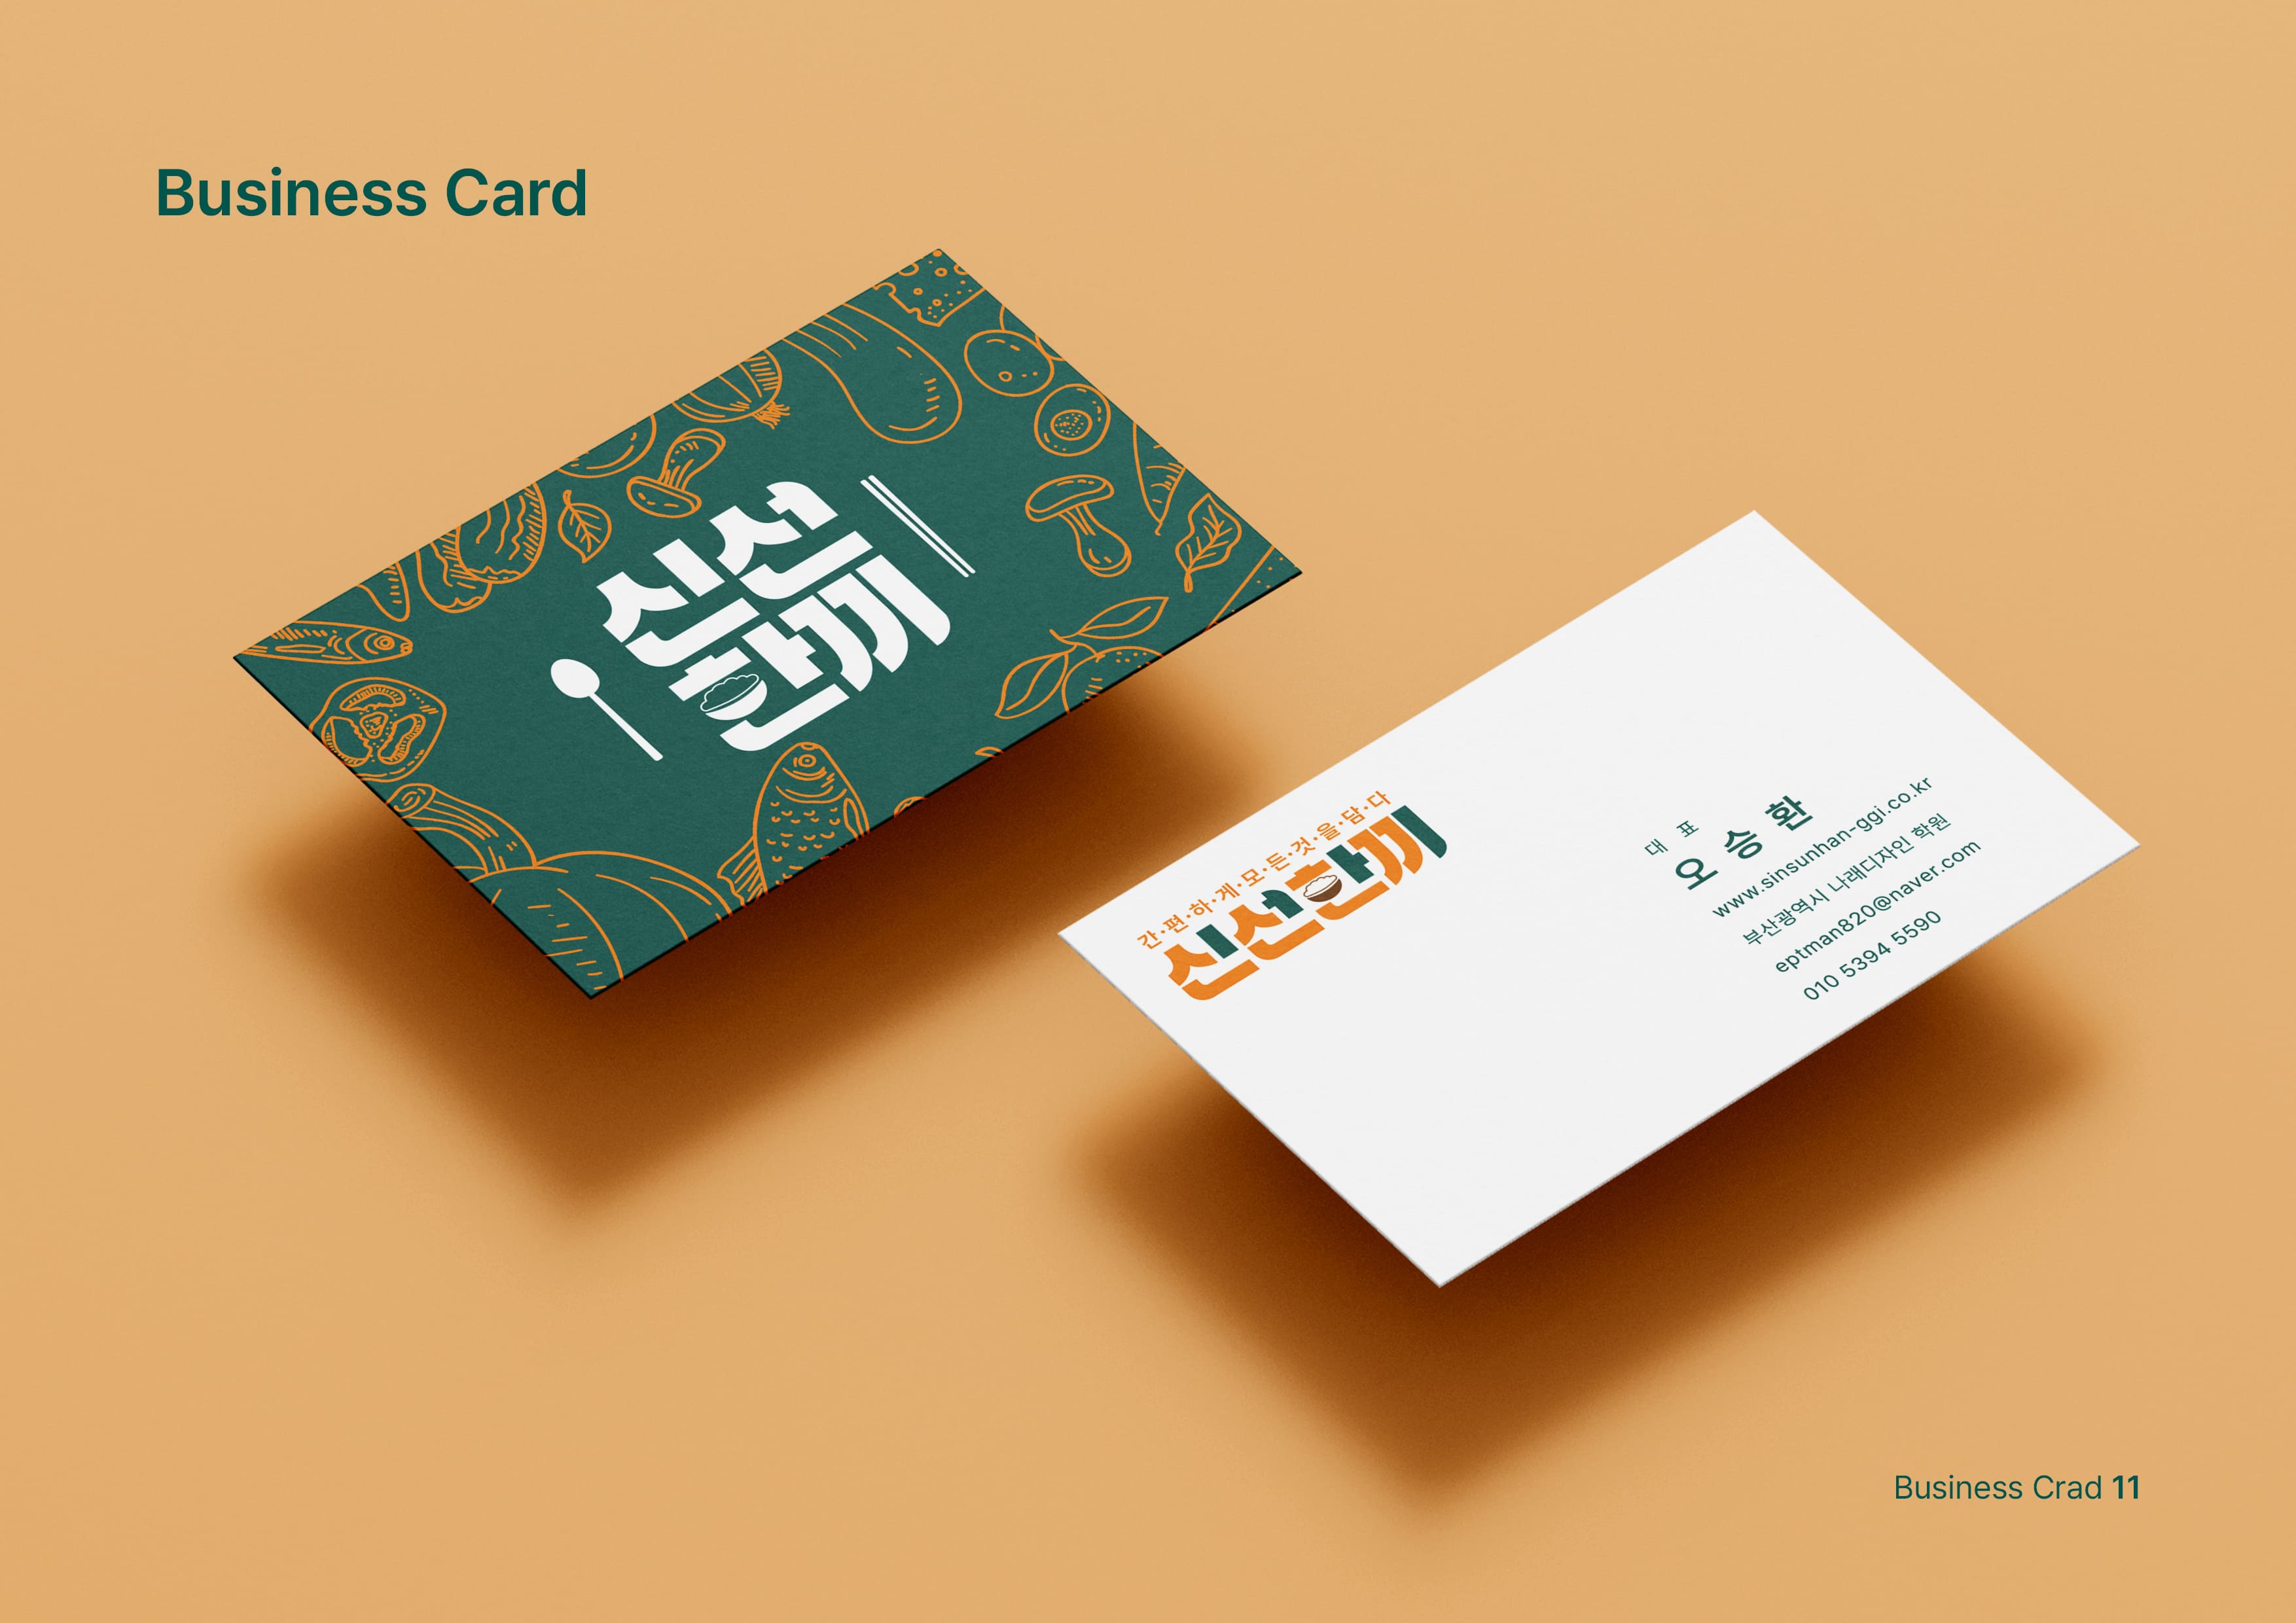 Business Card
신선
한끼
간·편·하·게·모·든·것·을·담·다
신선한끼
대 표
오 승 환
www.sinsunhan-ggi.co.kr
부산광역시 나래디자인 학원
eptman820@naver.com
010 5394 5590
Business Crad 11